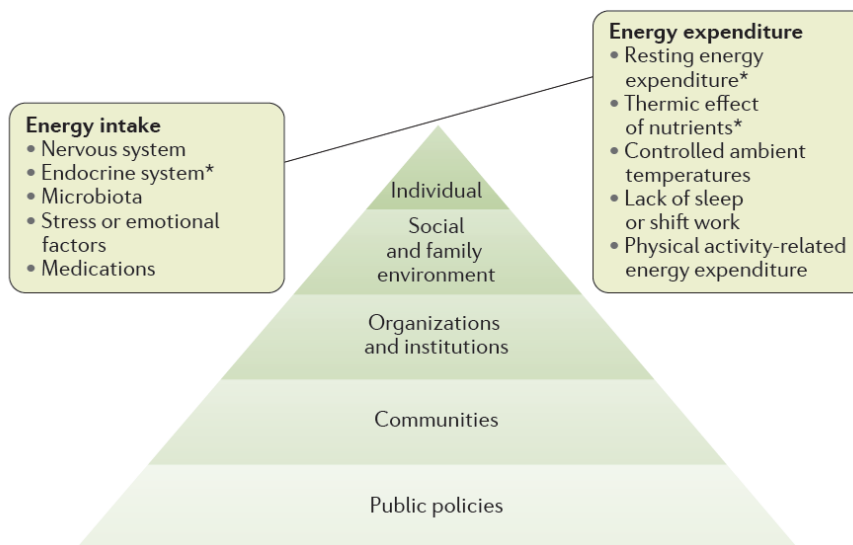 Energy intake
• Nervous system
• Endocrine system*
• Microbiota
• Stress or emotional
factors
• Medications
Energy expenditure
• Resting energy
expenditure*
• Thermic effect
of nutrients*
• Controlled ambient
temperatures
• Lack of sleep
or shift work
• Physical activity-related
energy expenditure
Individual
Social
and family
environment
Organizations
and institutions
Communities
Public policies